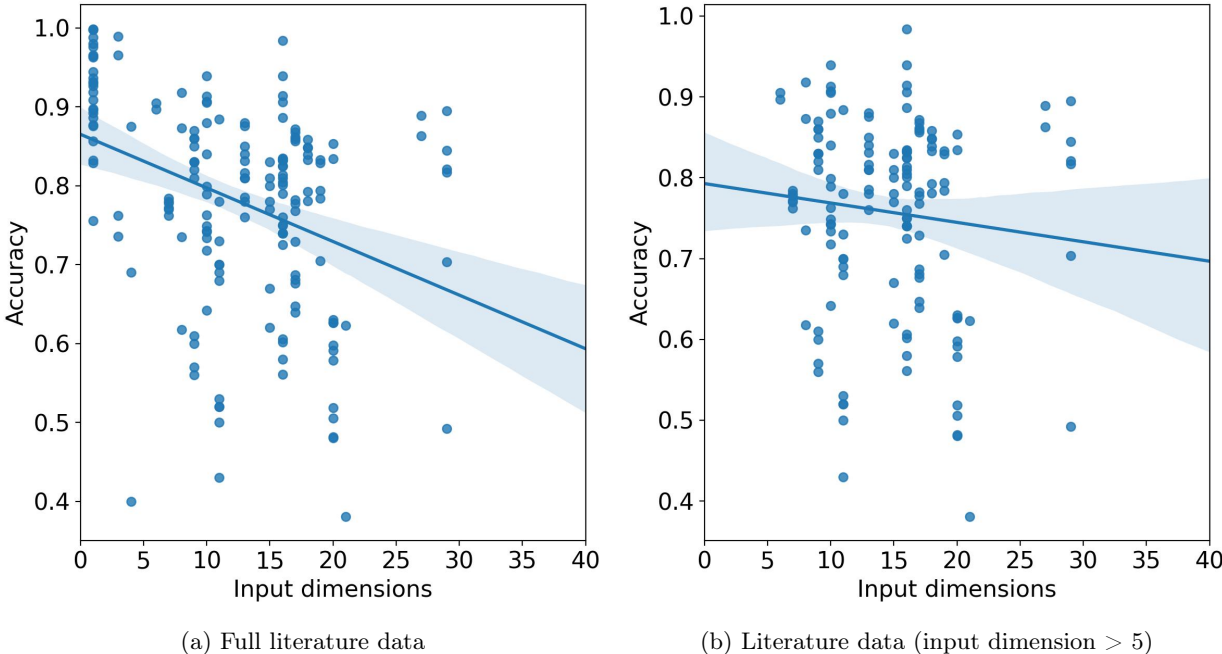 1.0
0.9
0.8
0.7
0.6
0.5
0.4
Accuracy
0 5 10 15 20 25 30 35 40
Input dimensions
(a) Full literature data
1.0
0.9
0.8
0.7
0.6
0.5
0.4
Accuracy
0 5 10 15 20 25 30 35 40
Input dimensions
(b) Literature data (input dimension > 5)